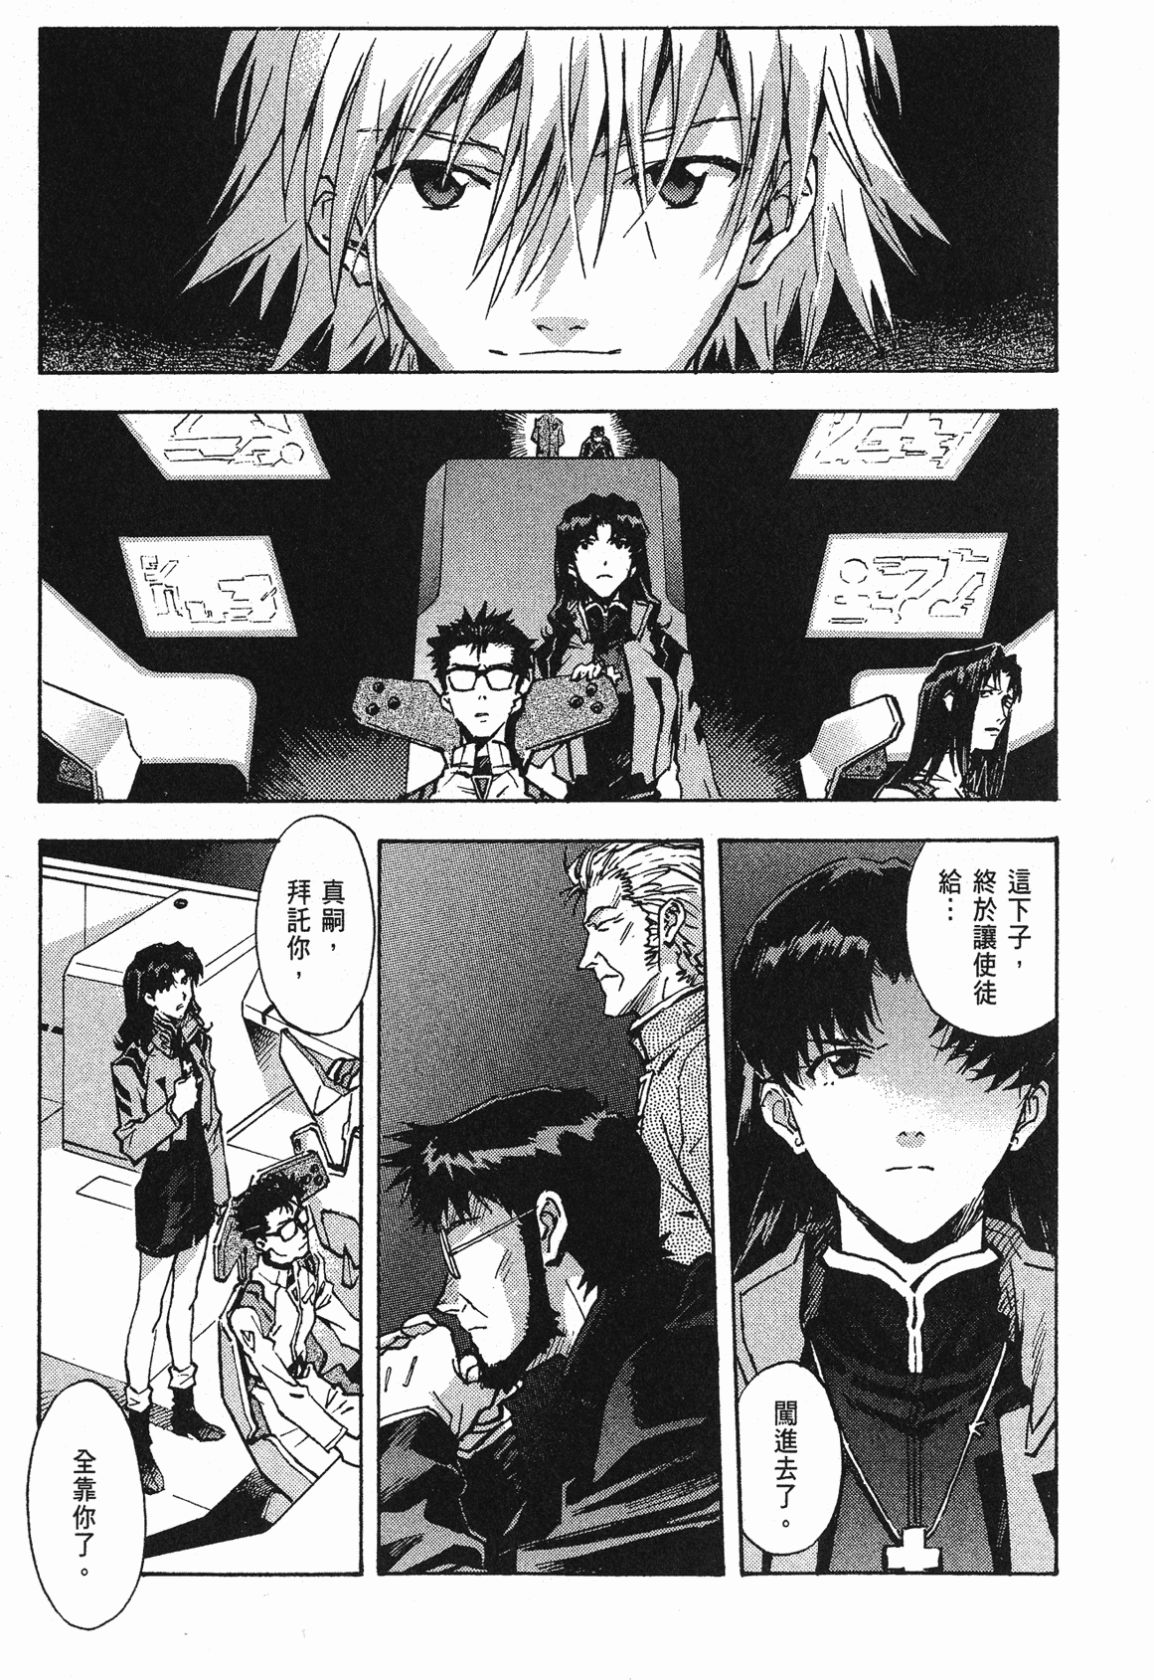 這下子，
終於讓使徒
給…
闖進去了。
真嗣，
拜託你，
全靠你了。